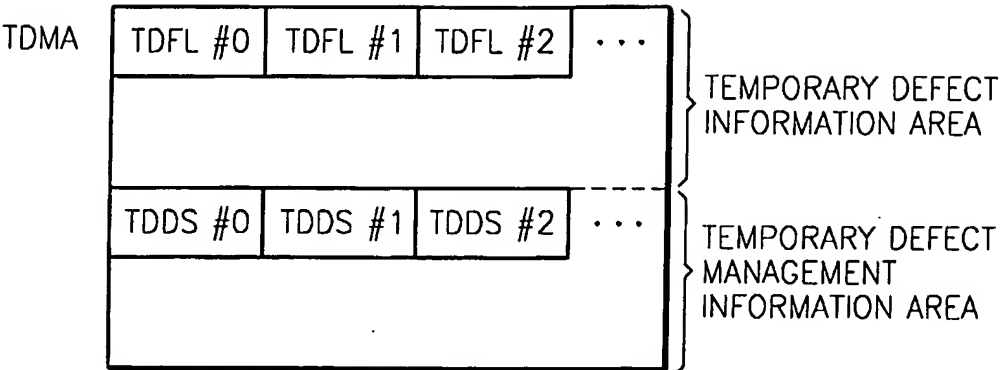 TDMA
TDFL #0 TDFL #1 TDFL #2 ...
TEMPORARY DEFECT
INFORMATION AREA
TDDS #0 TDDS #1 TDDS #2 ...
TEMPORARY DEFECT
MANAGEMENT
INFORMATION AREA